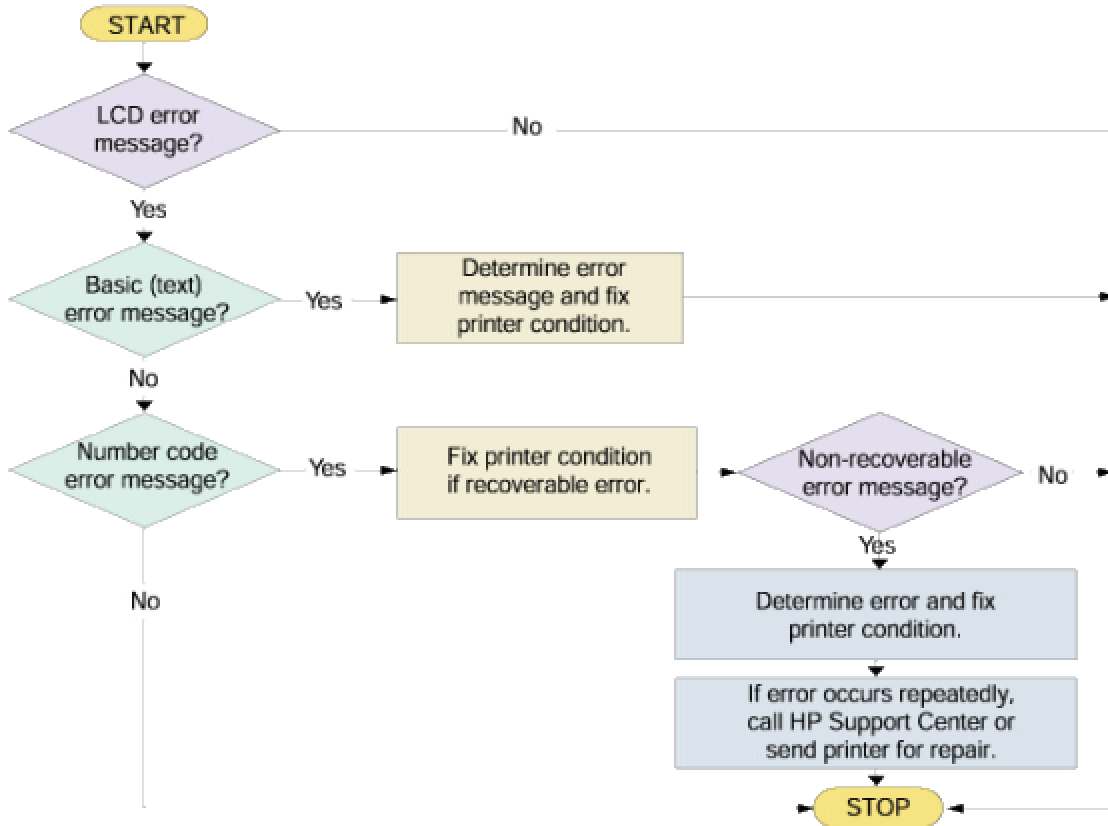 START
LCD error
message?
No
Yes
Basic (text)
error message?
Yes
Determine error
message and fix
printer condition.
No
Number code
error message?
Yes
Fix printer condition
if recoverable error.
Non-recoverable
error message?
No
Yes
No
Determine error and fix
printer condition.
If error occurs repeatedly,
call HP Support Center or
send printer for repair.
STOP